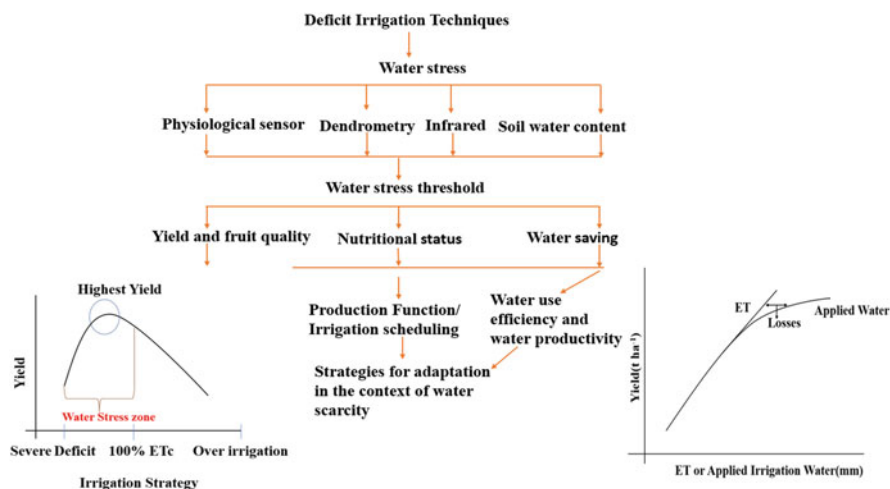 Deficit Irrigation Techniques
Water stress
Physiological sensor
Dendrometry
Infrared
Soil water content
Water stress threshold
Yield and fruit quality
Nutritional status
Water saving
Production Function/
Irrigation scheduling
Water use
efficiency and
water productivity
Strategies for adaptation
in the context of water
scarcity
Highest Yield
Yield
Water Stress zone
Severe Deficit
100% ETc
Over irrigation
Irrigation Strategy
Yield(t ha⁻¹)
ET
Losses
Applied Water
ET or Applied Irrigation Water(mm)